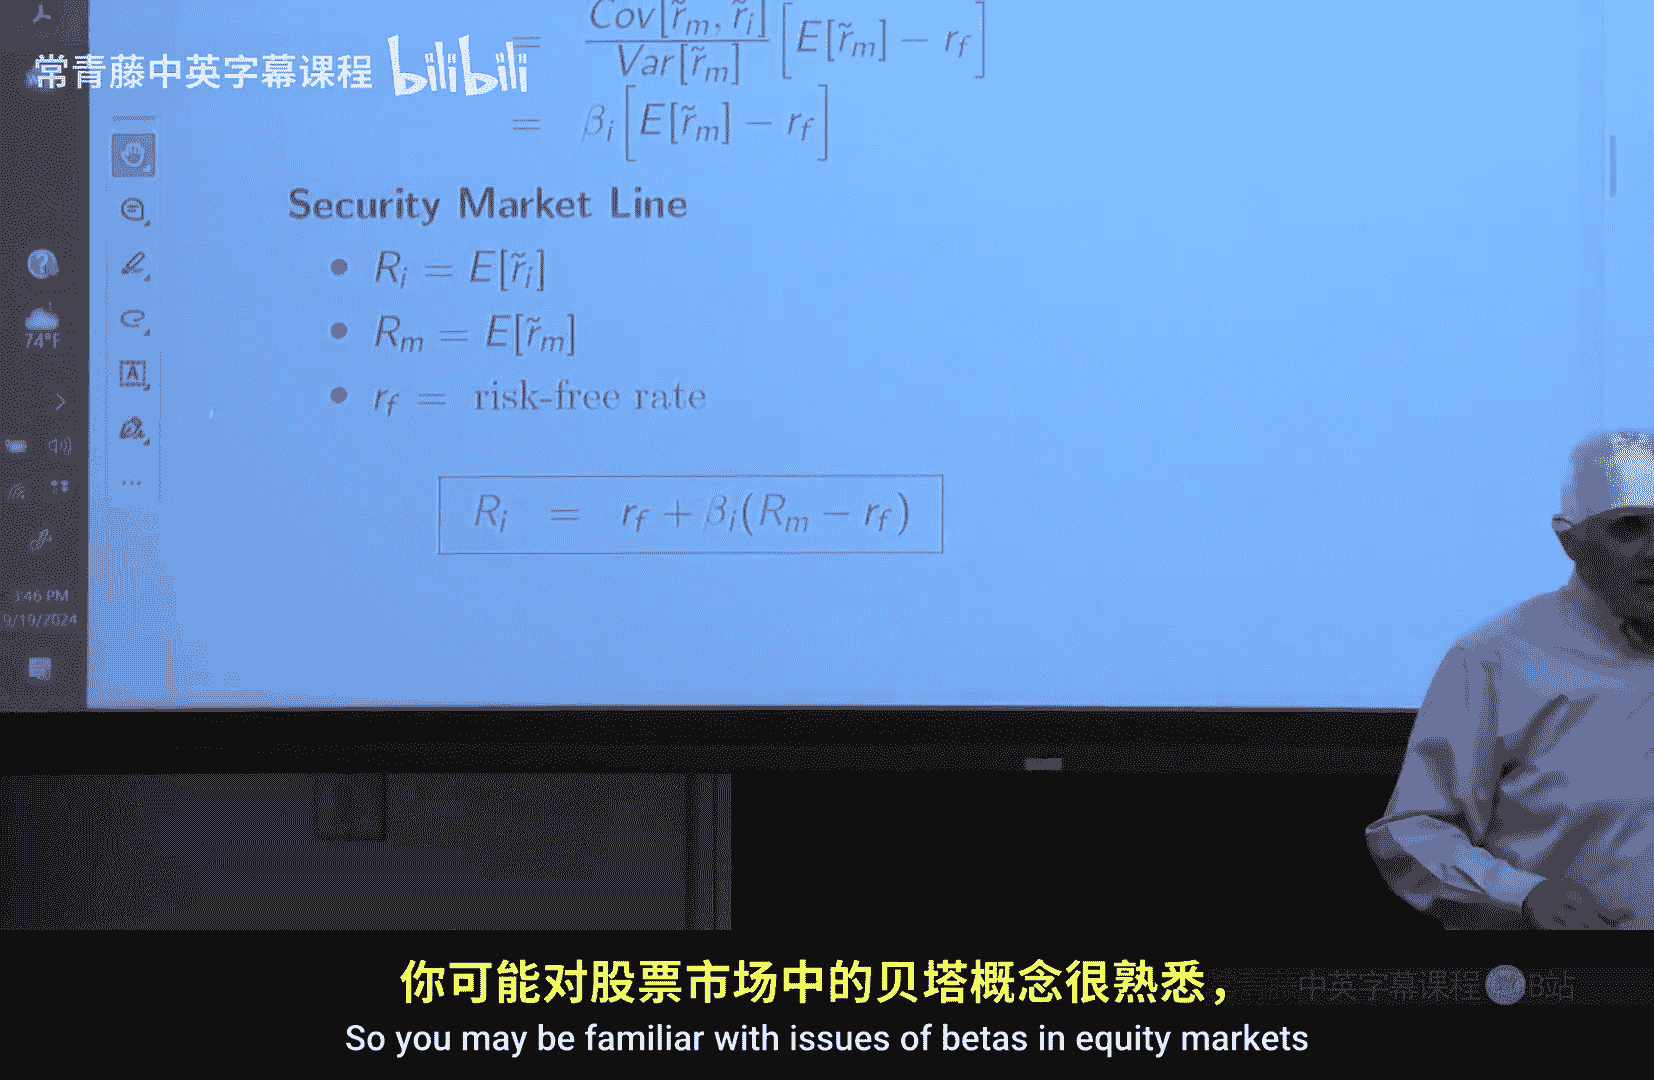 常青藤中英字幕课程 bilibili
= Cov[r̃m, r̃i] / Var[r̃m] [E[r̃m] − rf]
= βi[E[r̃m] − rf]
Security Market Line
• Ri = E[r̃i]
• Rm = E[r̃m]
• rf = risk-free rate
Ri = rf + βi(Rm − rf)
74°F
A
3:46 PM
9/19/2024
你可能对股票市场中的贝塔概念很熟悉，
中英字幕课程 B站
So you may be familiar with issues of betas in equity markets